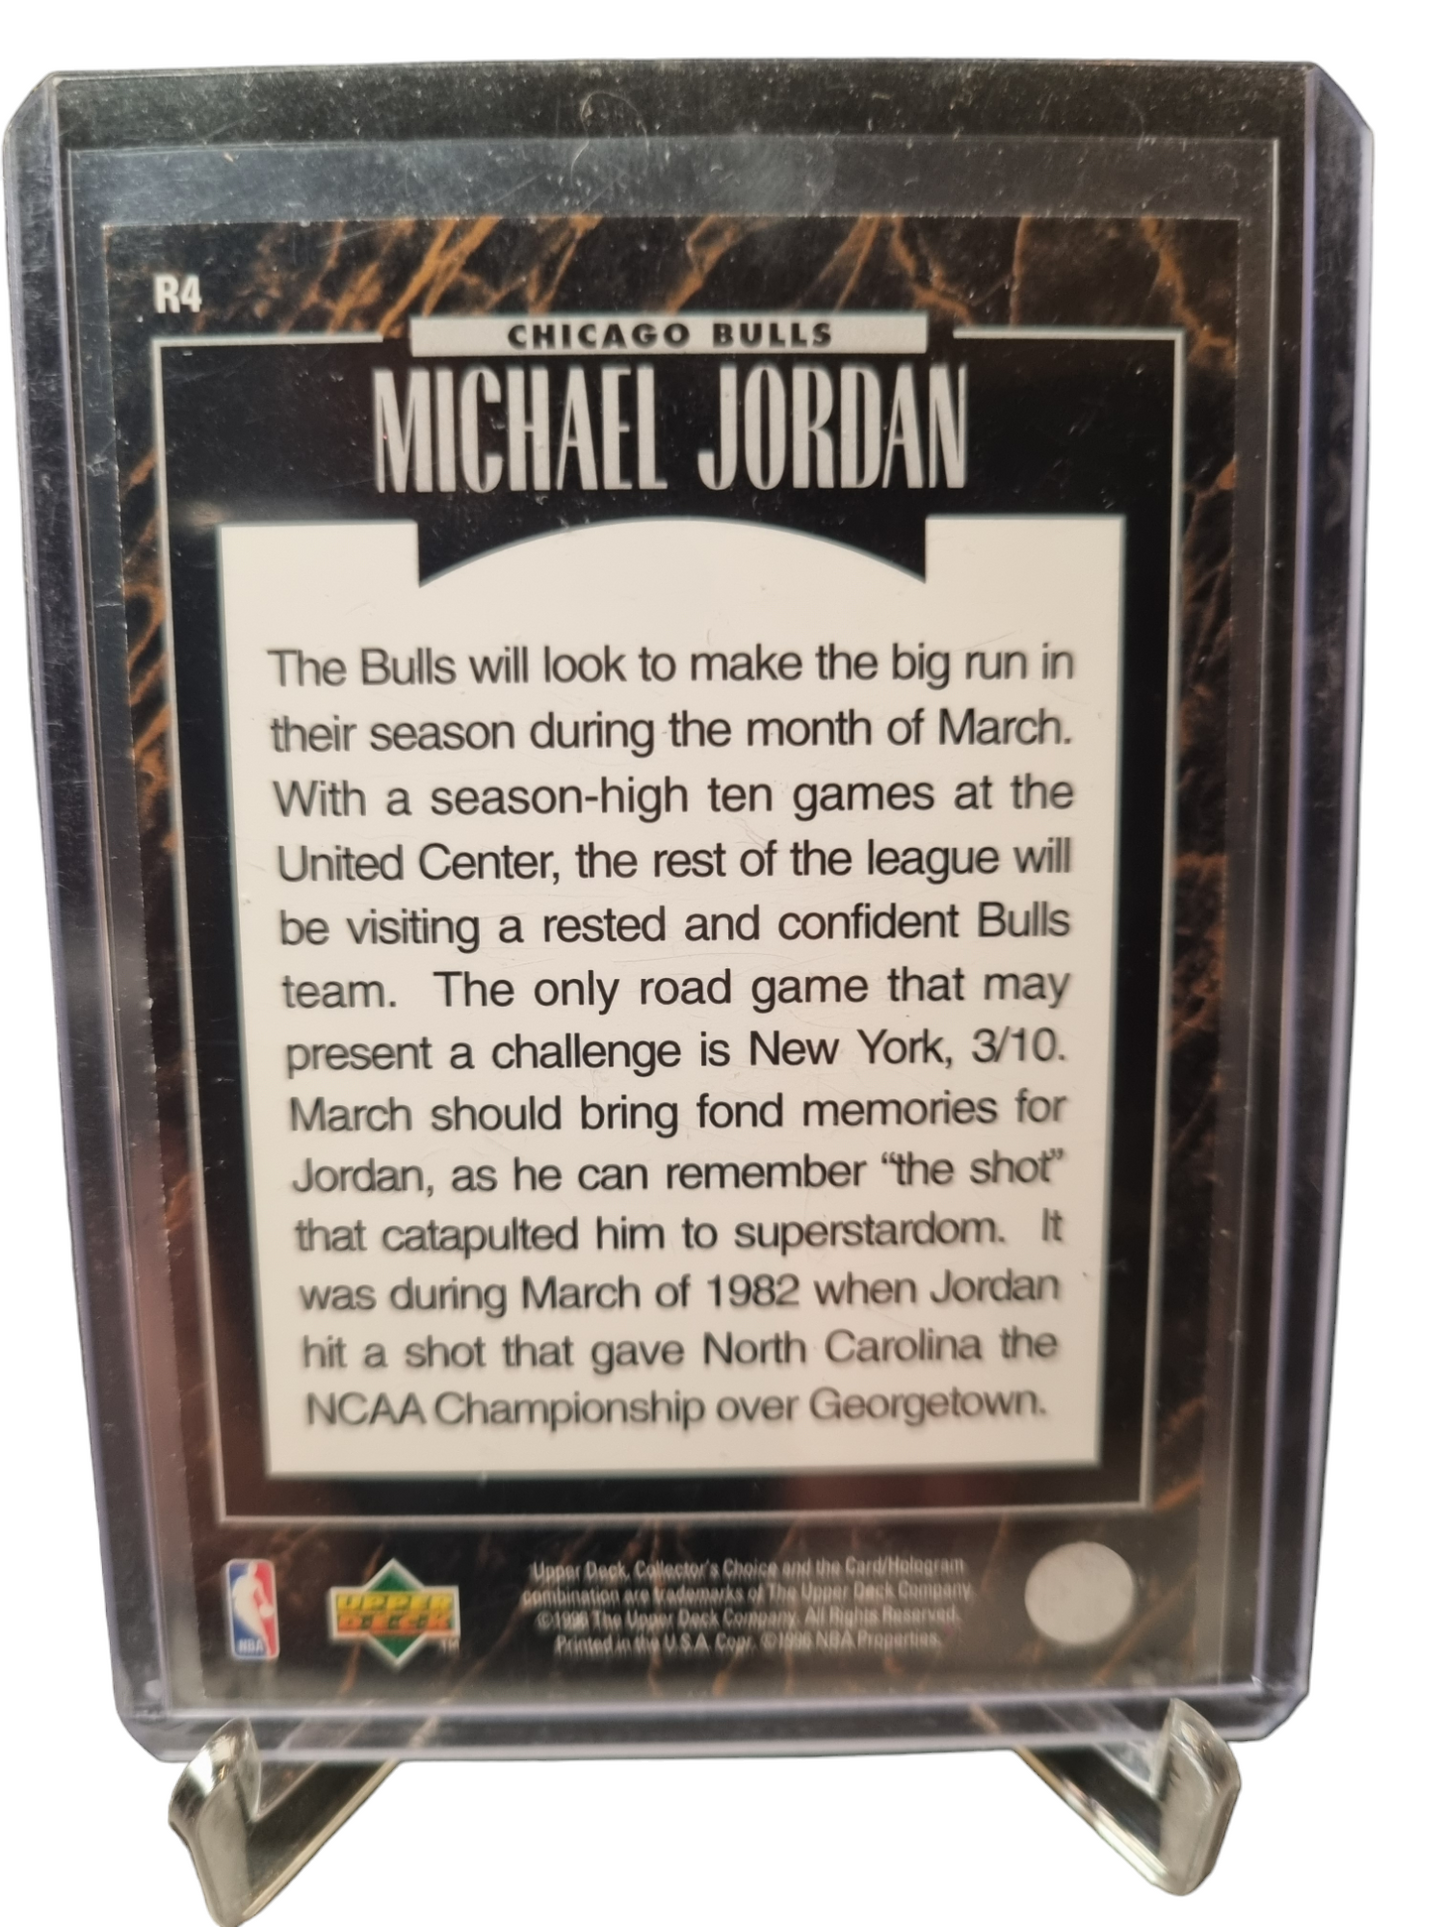 R4
CHICAGO BULLS
MICHAEL JORDAN
The Bulls will look to make the big run in
their season during the month of March.
With a season-high ten games at the
United Center, the rest of the league will
be visiting a rested and confident Bulls
team. The only road game that may
present a challenge is New York, 3/10.
March should bring fond memories for
Jordan, as he can remember “the shot”
that catapulted him to superstardom. It
was during March of 1982 when Jordan
hit a shot that gave North Carolina the
NCAA Championship over Georgetown.
NBA
UPPER
DECK
TM
Upper Deck, Collector's Choice and the Card/Hologram
combination are trademarks of The Upper Deck Company.
©1996 The Upper Deck Company. All Rights Reserved.
Printed in the U.S.A. Copr. ©1996 NBA Properties.